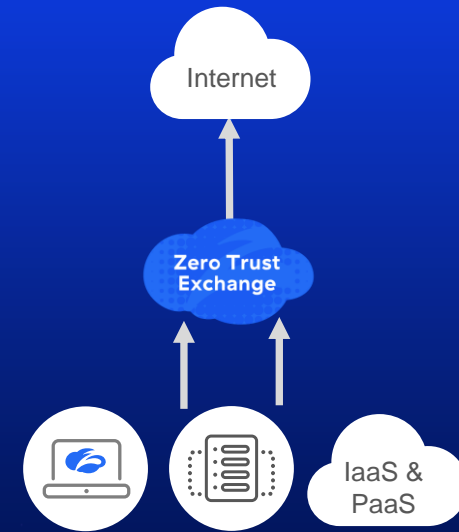 Internet
Zero Trust
Exchange
IaaS &
PaaS